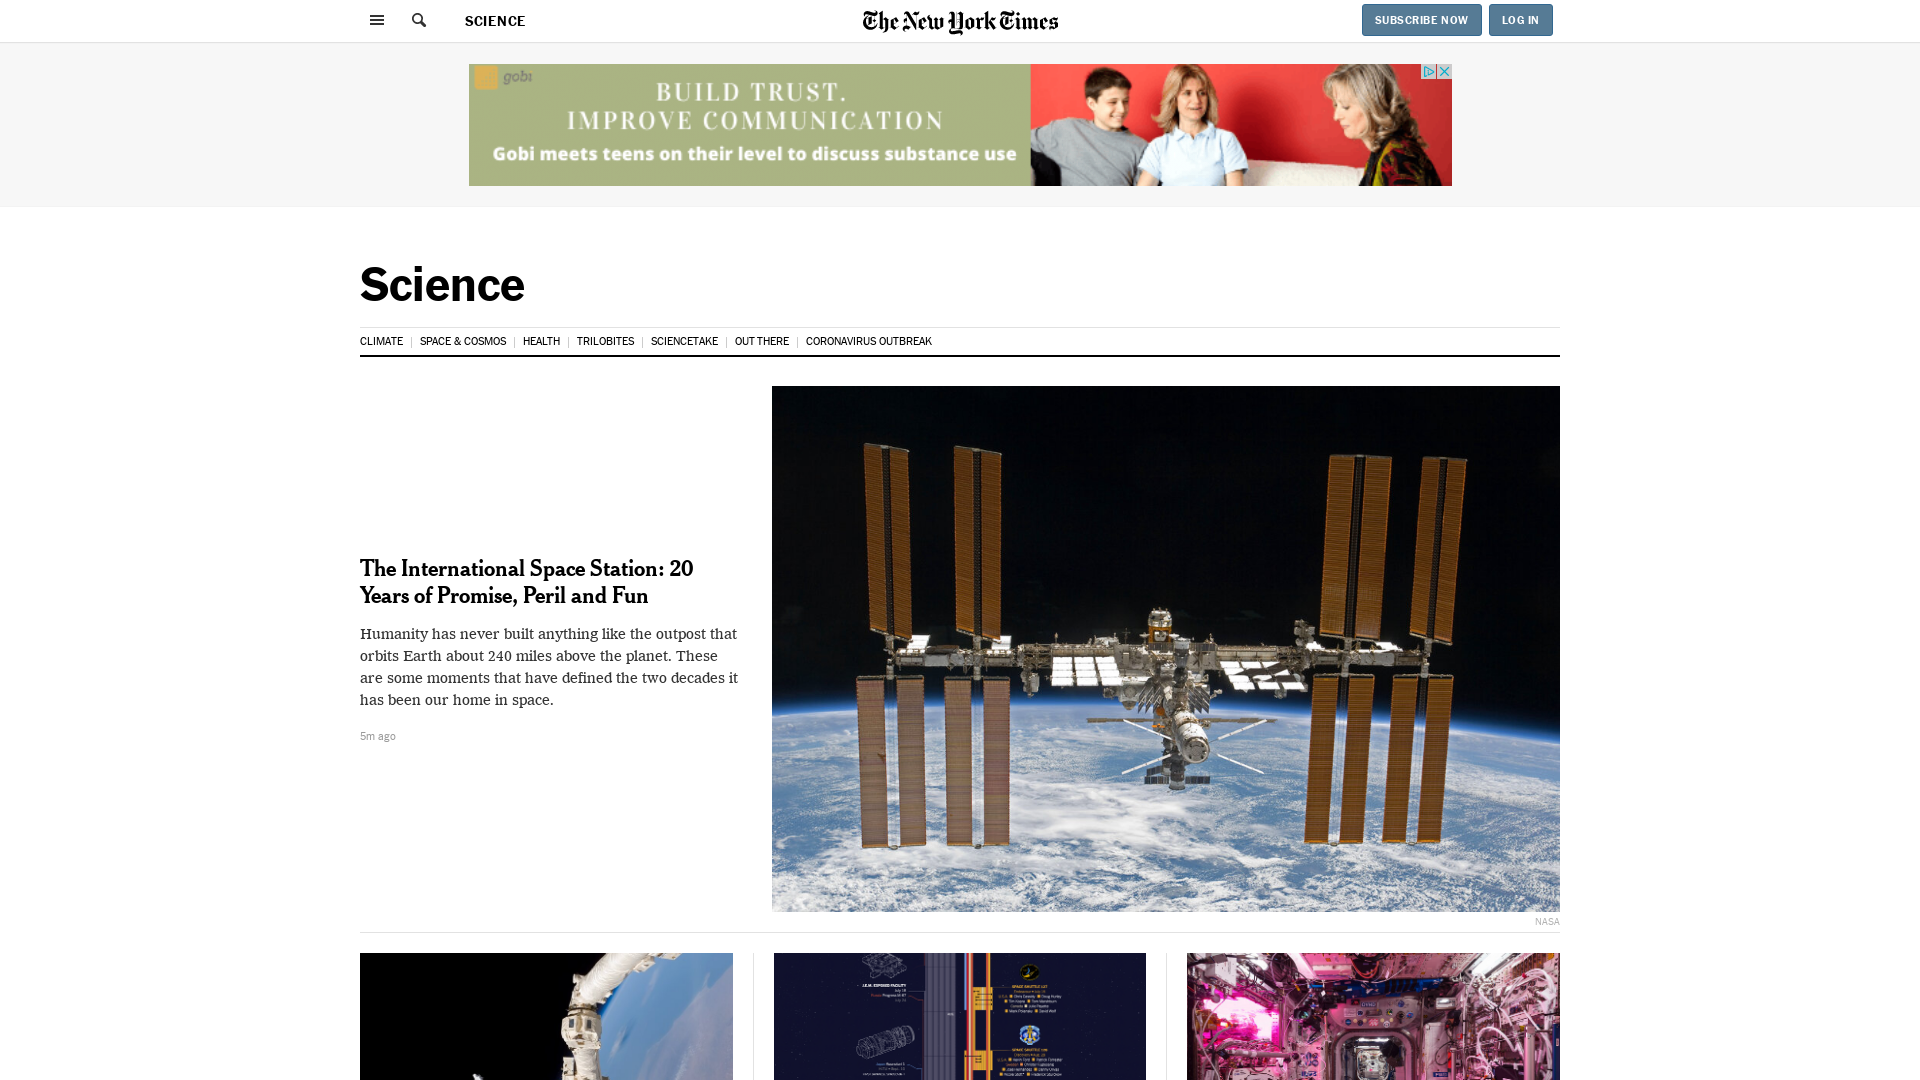 SCIENCE
The New York Times
SUBSCRIBE NOW
LOG IN
gobi
BUILD TRUST.
IMPROVE COMMUNICATION
Gobi meets teens on their level to discuss substance use
Science
CLIMATE
SPACE & COSMOS
HEALTH
TRILOBITES
SCIENCETAKE
OUT THERE
CORONAVIRUS OUTBREAK
The International Space Station: 20
Years of Promise, Peril and Fun
Humanity has never built anything like the outpost that
orbits Earth about 240 miles above the planet. These
are some moments that have defined the two decades it
has been our home in space.
5m ago
NASA